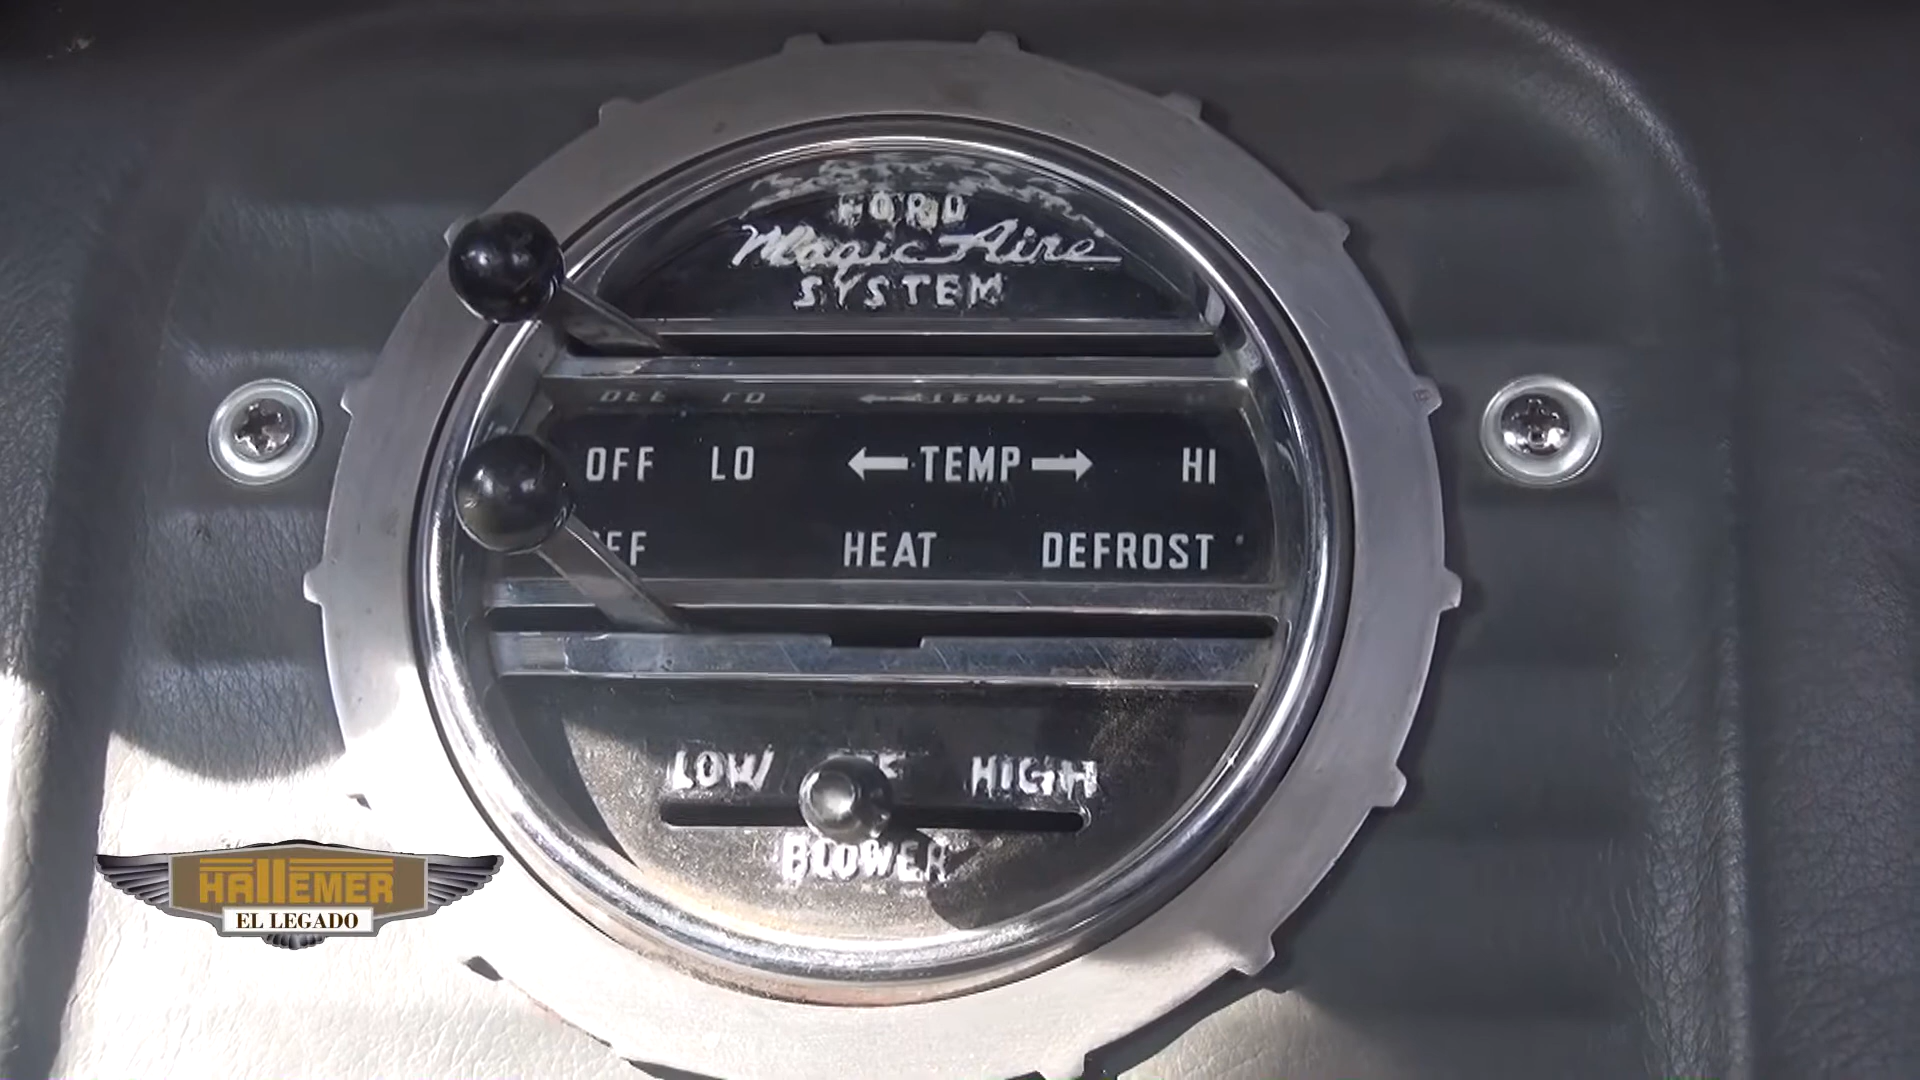 FORD
Magic Aire
SYSTEM
OFF LO ←TEMP→ HI
HEAT DEFROST
LOW HIGH
BLOWER
HALLEMER
EL LEGADO